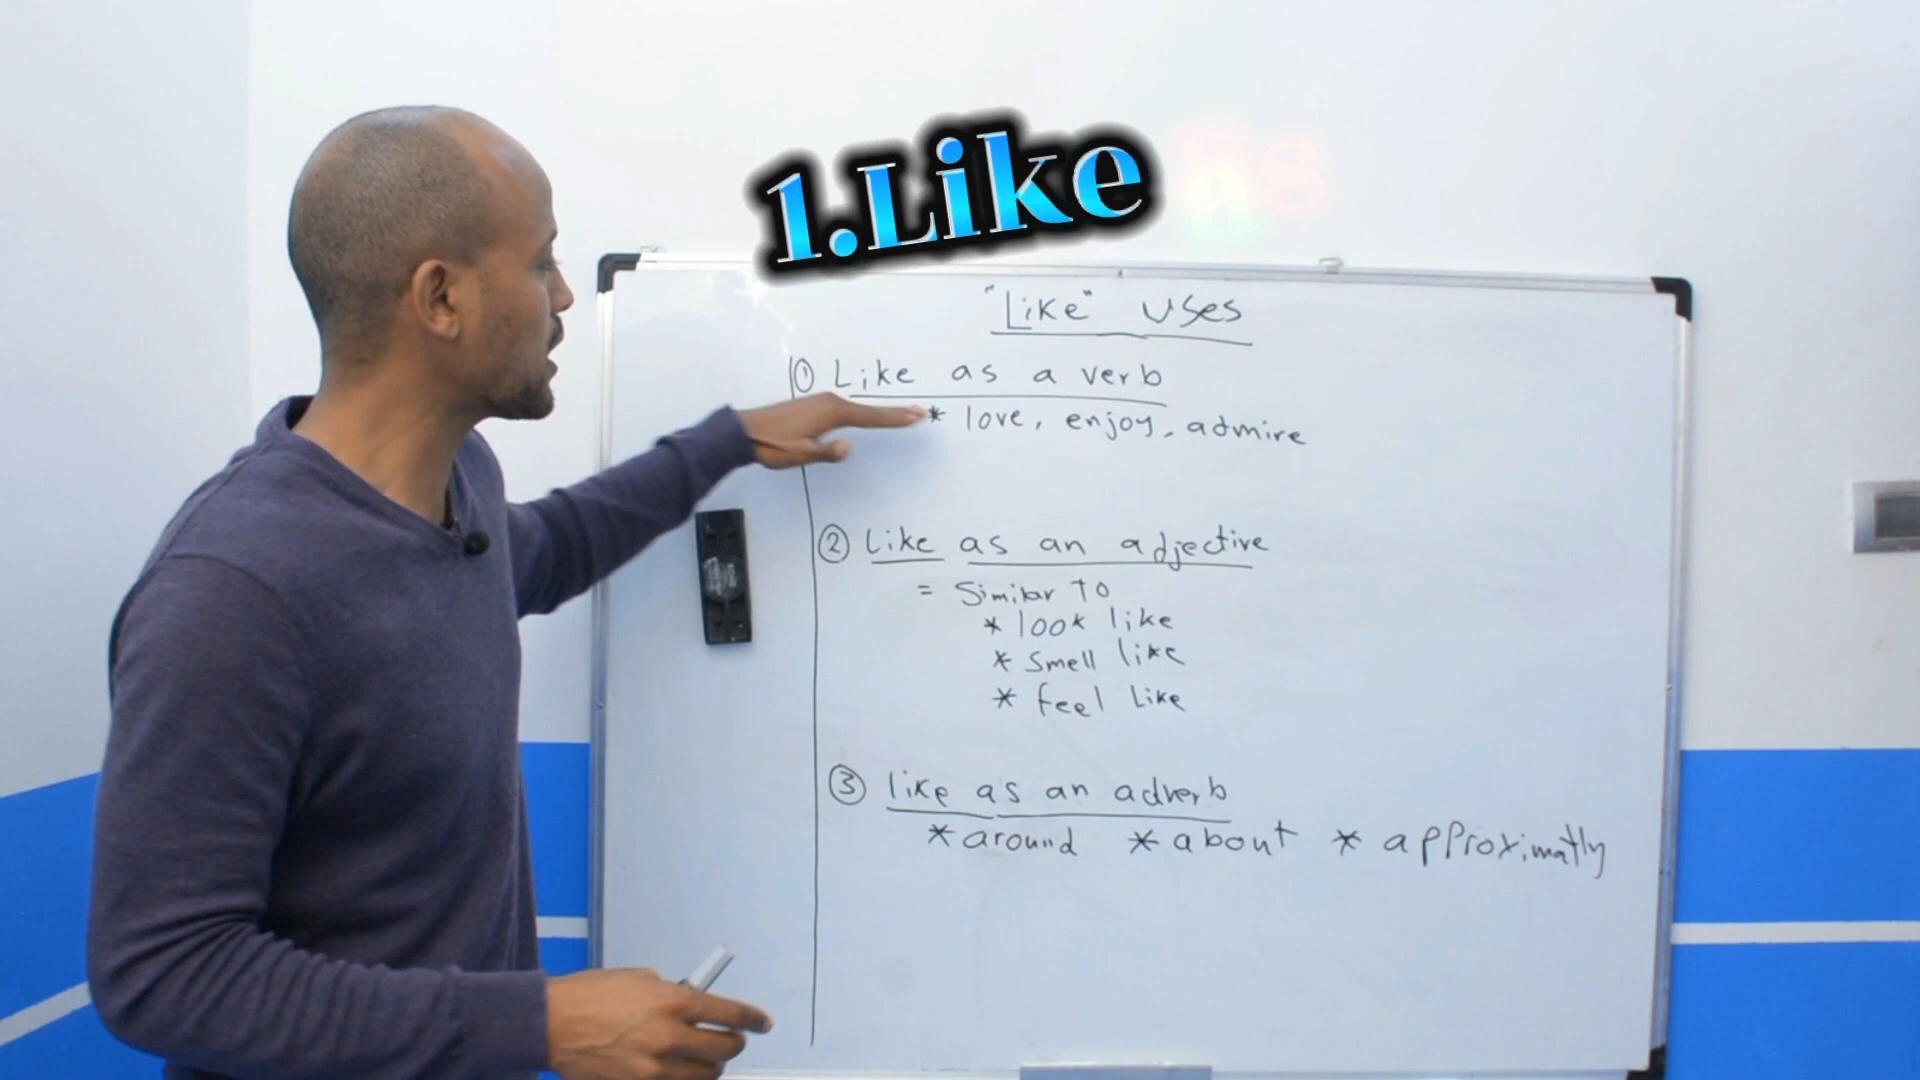 1.Like as
"Like" uses
① Like as a verb
* love, enjoy, admire
② Like as an adjective
= Similar To
* look like
* smell like
* feel Like
③ like as an adverb
* around * about * approximatly